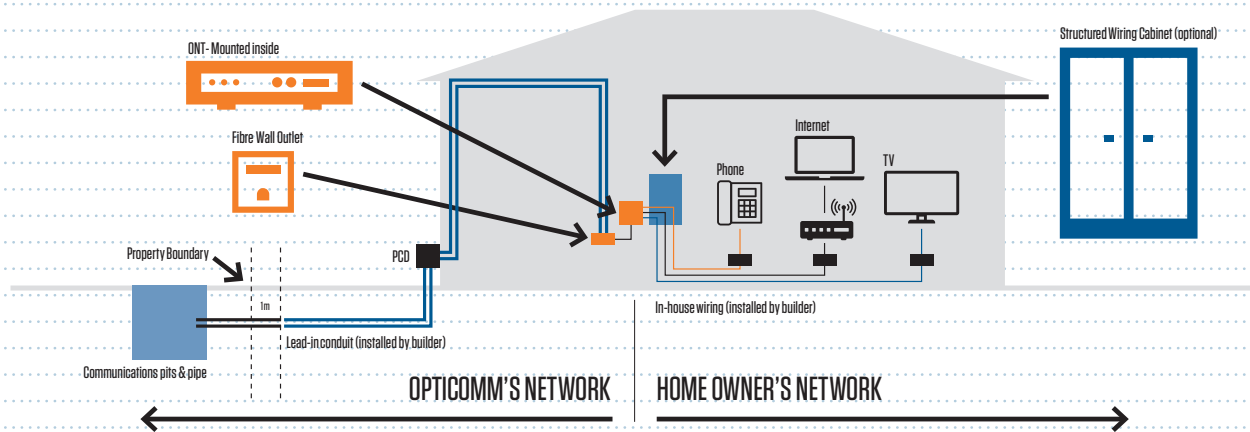 ONT- Mounted inside
Structured Wiring Cabinet (optional)
Fibre Wall Outlet
Internet
Phone
TV
Property Boundary
PCD
1m
Lead-in conduit (installed by builder)
In-house wiring (installed by builder)
Communications pits & pipe
OPTICOMM'S NETWORK
HOME OWNER'S NETWORK